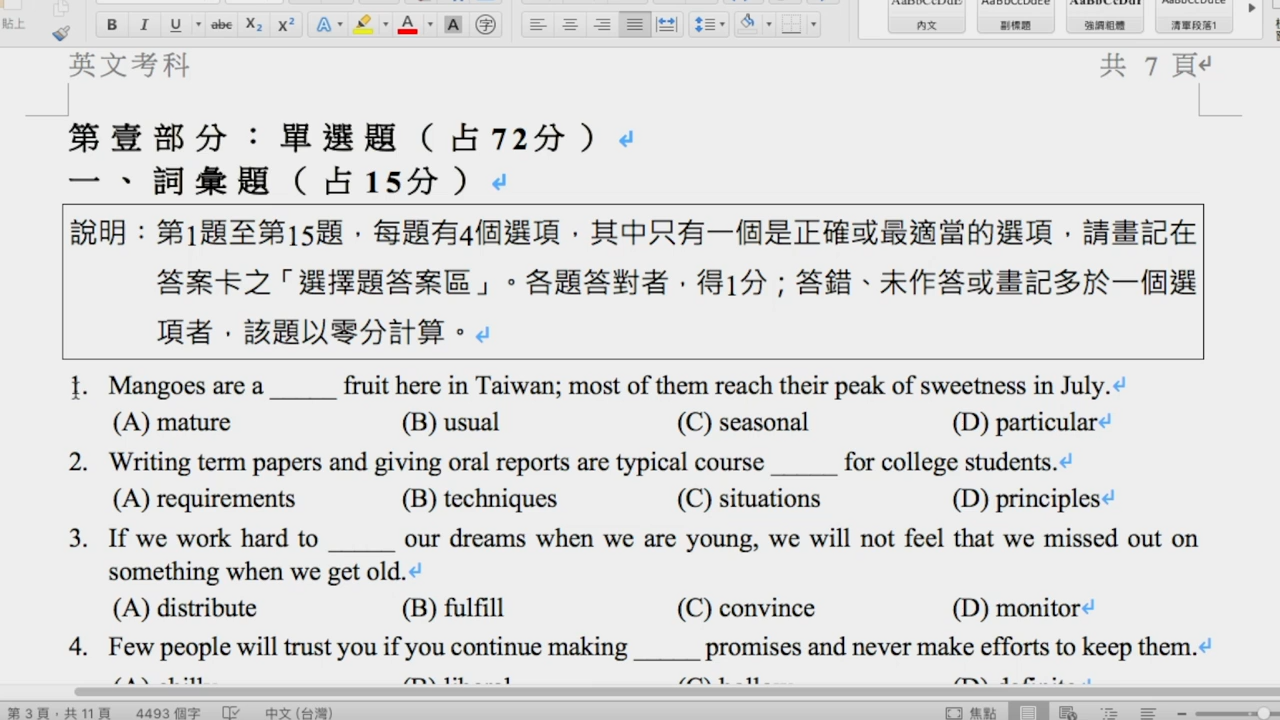 貼上
B I U abc X₂ X² A A A 字
AaBbCcDdEe
內文 副標題 強調粗體 清單段落1
英文考科 共 7 頁
第壹部分：單選題（占72分）
一、詞彙題（占15分）
說明：第1題至第15題，每題有4個選項，其中只有一個是正確或最適當的選項，請畫記在
答案卡之「選擇題答案區」。各題答對者，得1分；答錯、未作答或畫記多於一個選
項者，該題以零分計算。
1. Mangoes are a _____ fruit here in Taiwan; most of them reach their peak of sweetness in July.
(A) mature (B) usual (C) seasonal (D) particular
2. Writing term papers and giving oral reports are typical course _____ for college students.
(A) requirements (B) techniques (C) situations (D) principles
3. If we work hard to _____ our dreams when we are young, we will not feel that we missed out on
something when we get old.
(A) distribute (B) fulfill (C) convince (D) monitor
4. Few people will trust you if you continue making _____ promises and never make efforts to keep them.
第 3 頁，共 11 頁 4493 個字 中文 (台灣) 焦點